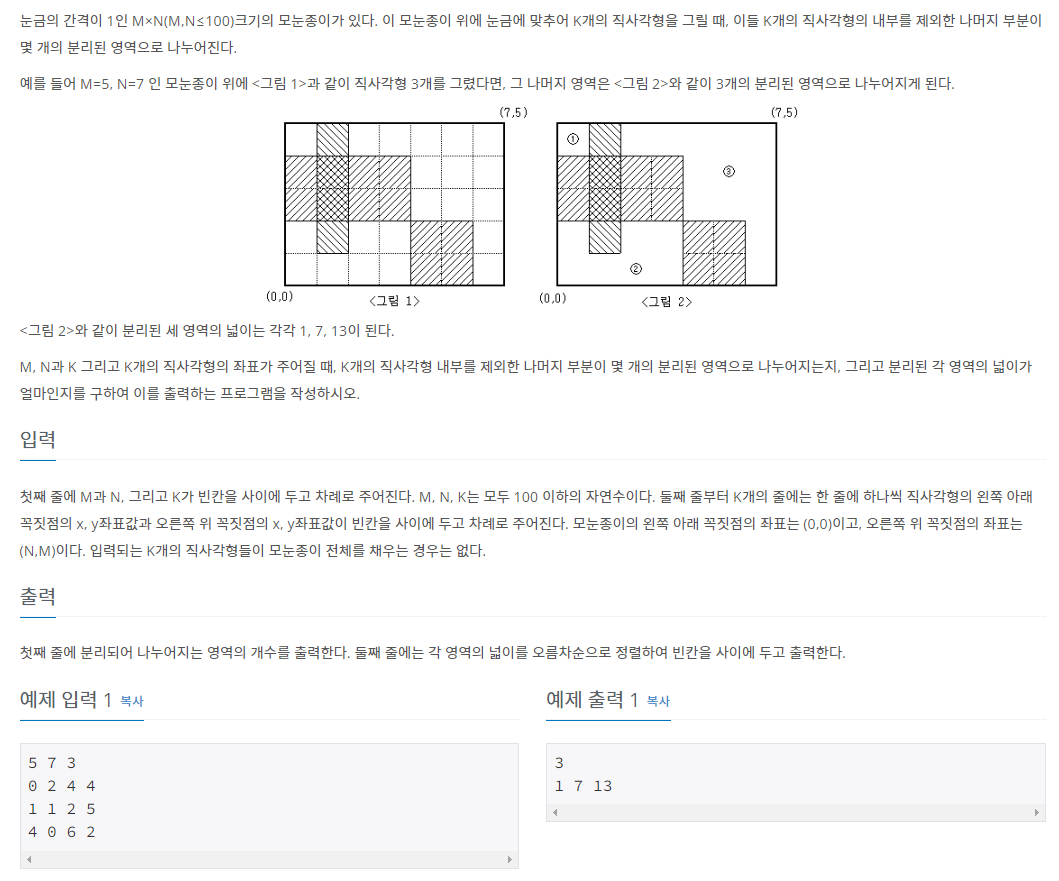 눈금의 간격이 1인 M×N(M,N≤100)크기의 모눈종이가 있다. 이 모눈종이 위에 눈금에 맞추어 K개의 직사각형을 그릴 때, 이들 K개의 직사각형의 내부를 제외한 나머지 부분이
몇 개의 분리된 영역으로 나누어진다.
예를 들어 M=5, N=7 인 모눈종이 위에 <그림 1>과 같이 직사각형 3개를 그렸다면, 그 나머지 영역은 <그림 2>와 같이 3개의 분리된 영역으로 나누어지게 된다.
(7,5) (7,5)
①
③
②
(0,0) <그림 1> (0,0) <그림 2>
<그림 2>와 같이 분리된 세 영역의 넓이는 각각 1, 7, 13이 된다.
M, N과 K 그리고 K개의 직사각형의 좌표가 주어질 때, K개의 직사각형 내부를 제외한 나머지 부분이 몇 개의 분리된 영역으로 나누어지는지, 그리고 분리된 각 영역의 넓이가
얼마인지를 구하여 이를 출력하는 프로그램을 작성하시오.
입력
첫째 줄에 M과 N, 그리고 K가 빈칸을 사이에 두고 차례로 주어진다. M, N, K는 모두 100 이하의 자연수이다. 둘째 줄부터 K개의 줄에는 한 줄에 하나씩 직사각형의 왼쪽 아래
꼭짓점의 x, y좌표값과 오른쪽 위 꼭짓점의 x, y좌표값이 빈칸을 사이에 두고 차례로 주어진다. 모눈종이의 왼쪽 아래 꼭짓점의 좌표는 (0,0)이고, 오른쪽 위 꼭짓점의 좌표는
(N,M)이다. 입력되는 K개의 직사각형들이 모눈종이 전체를 채우는 경우는 없다.
출력
첫째 줄에 분리되어 나누어지는 영역의 개수를 출력한다. 둘째 줄에는 각 영역의 넓이를 오름차순으로 정렬하여 빈칸을 사이에 두고 출력한다.
예제 입력 1 복사
5 7 3
0 2 4 4
1 1 2 5
4 0 6 2
예제 출력 1 복사
3
1 7 13